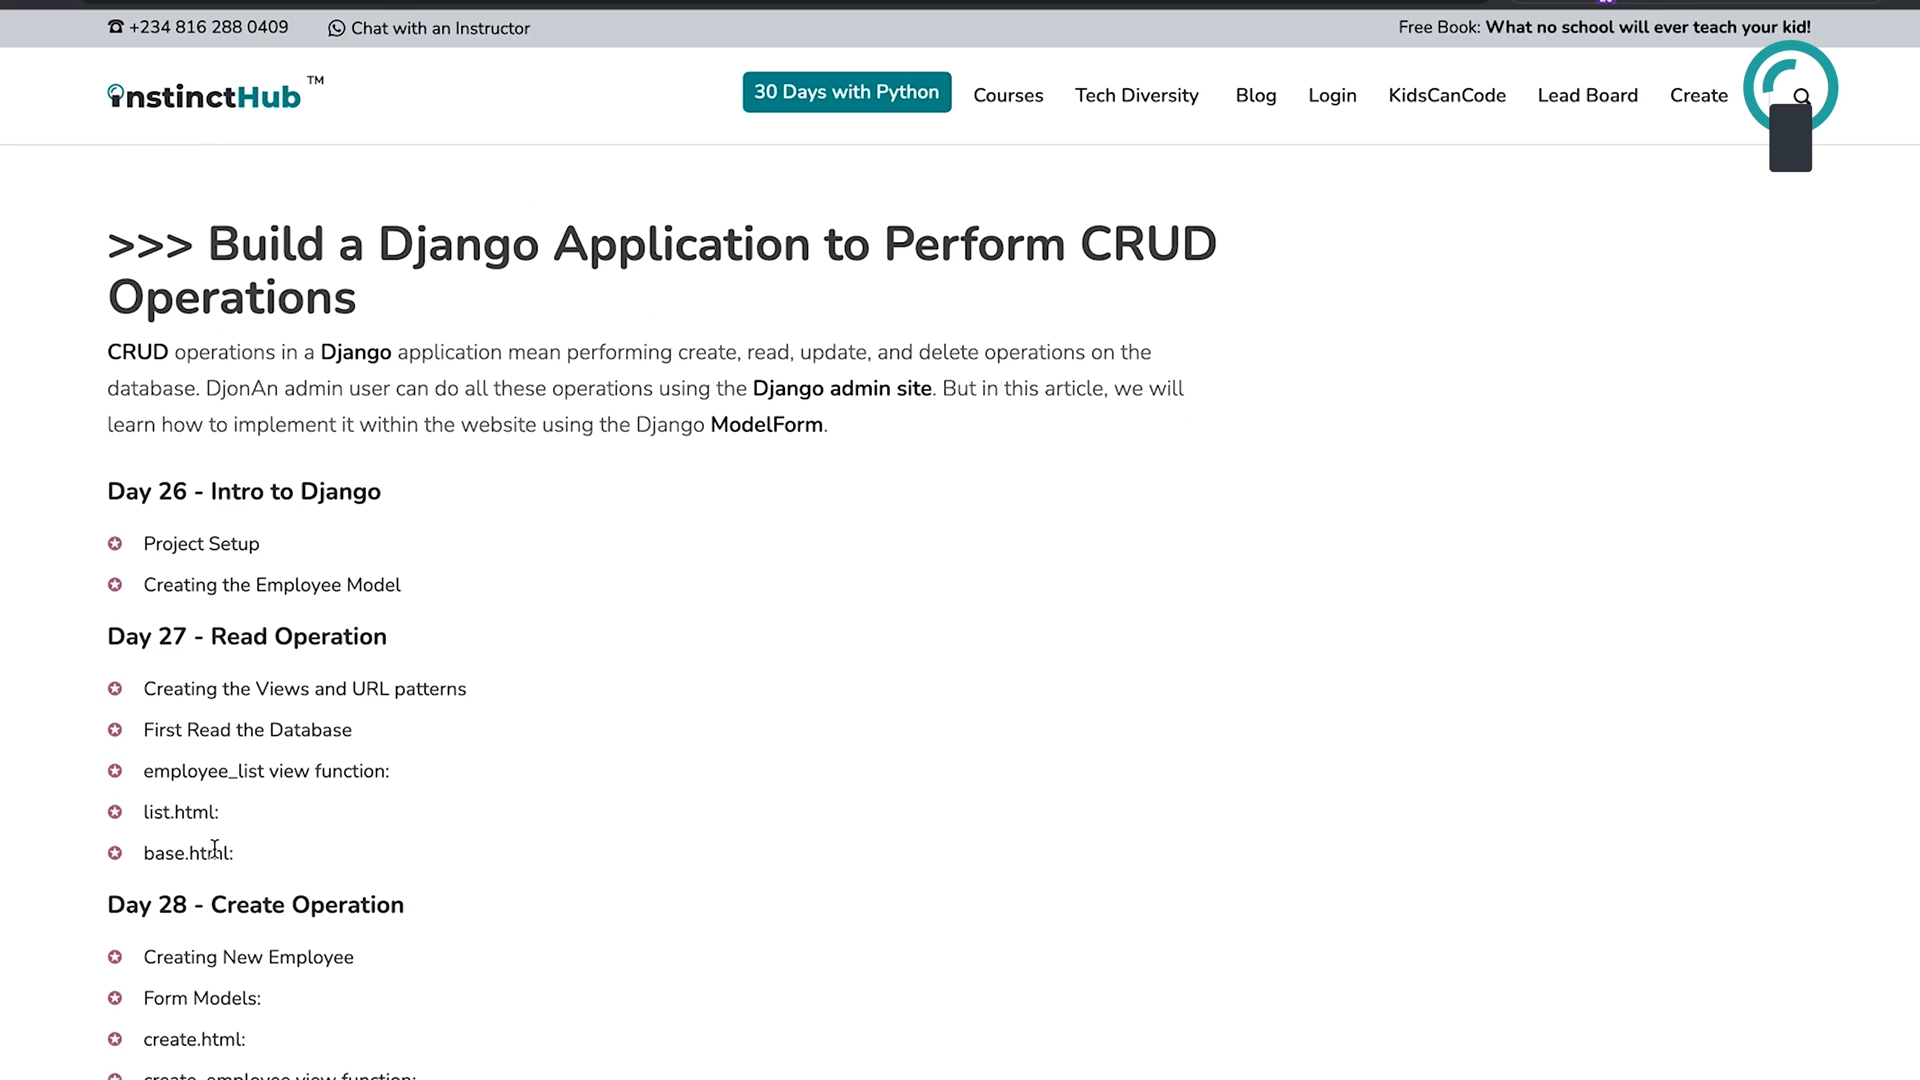 +234 816 288 0409 Chat with an Instructor Free Book: What no school will ever teach your kid!
instinctHub ™ 30 Days with Python Courses Tech Diversity Blog Login KidsCanCode Lead Board Create
>>> Build a Django Application to Perform CRUD
Operations
CRUD operations in a Django application mean performing create, read, update, and delete operations on the
database. DjonAn admin user can do all these operations using the Django admin site. But in this article, we will
learn how to implement it within the website using the Django ModelForm.
Day 26 - Intro to Django
Project Setup
Creating the Employee Model
Day 27 - Read Operation
Creating the Views and URL patterns
First Read the Database
employee_list view function:
list.html:
base.html:
Day 28 - Create Operation
Creating New Employee
Form Models:
create.html:
create_employee view function: